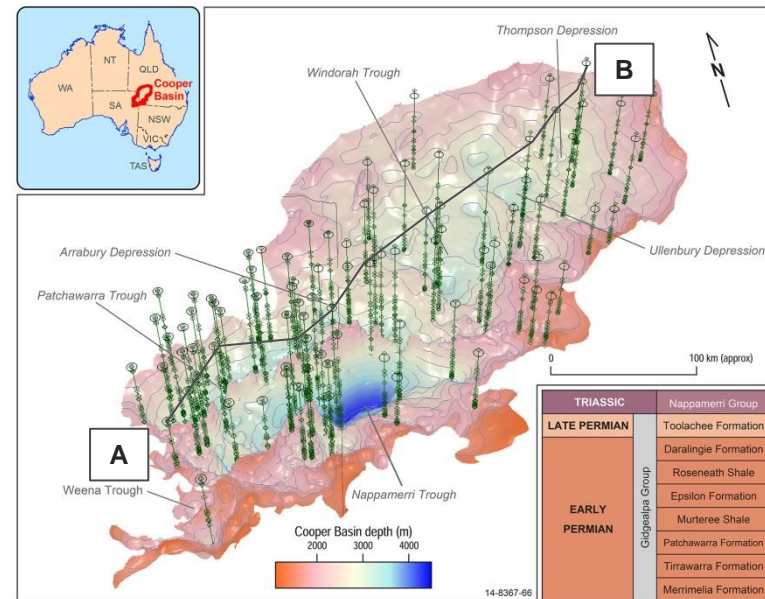 NT
QLD
WA
Cooper
Basin
SA
NSW
VIC
TAS
Thompson Depression
Windorah Trough
B
N
Arrabury Depression
Ullenbury Depression
Patchawarra Trough
0
100 km (approx)
A
Weena Trough
Nappamerri Trough
Cooper Basin depth (m)
2000
3000
4000
14-8367-66
TRIASSIC
Nappamerri Group
LATE PERMIAN
Toolachee Formation
EARLY
PERMIAN
Gidgealpa Group
Daralingie Formation
Roseneath Shale
Epsilon Formation
Murteree Shale
Patchawarra Formation
Tirrawarra Formation
Merrimelia Formation